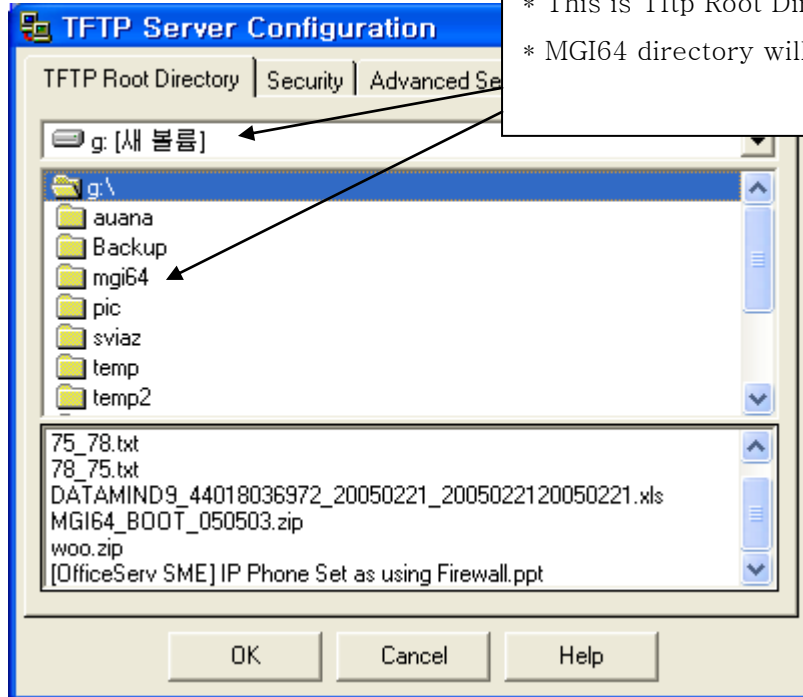 * This is Tftp Root Di
* MGI64 directory will
TFTP Server Configuration
TFTP Root Directory Security Advanced Se
g: [새 볼륨]
g:\
auana
Backup
mgi64
pic
sviaz
temp
temp2
75_78.txt
78_75.txt
DATAMIND9_44018036972_20050221_2005022120050221.xls
MGI64_BOOT_050503.zip
woo.zip
[OfficeServ SME] IP Phone Set as using Firewall.ppt
OK Cancel Help